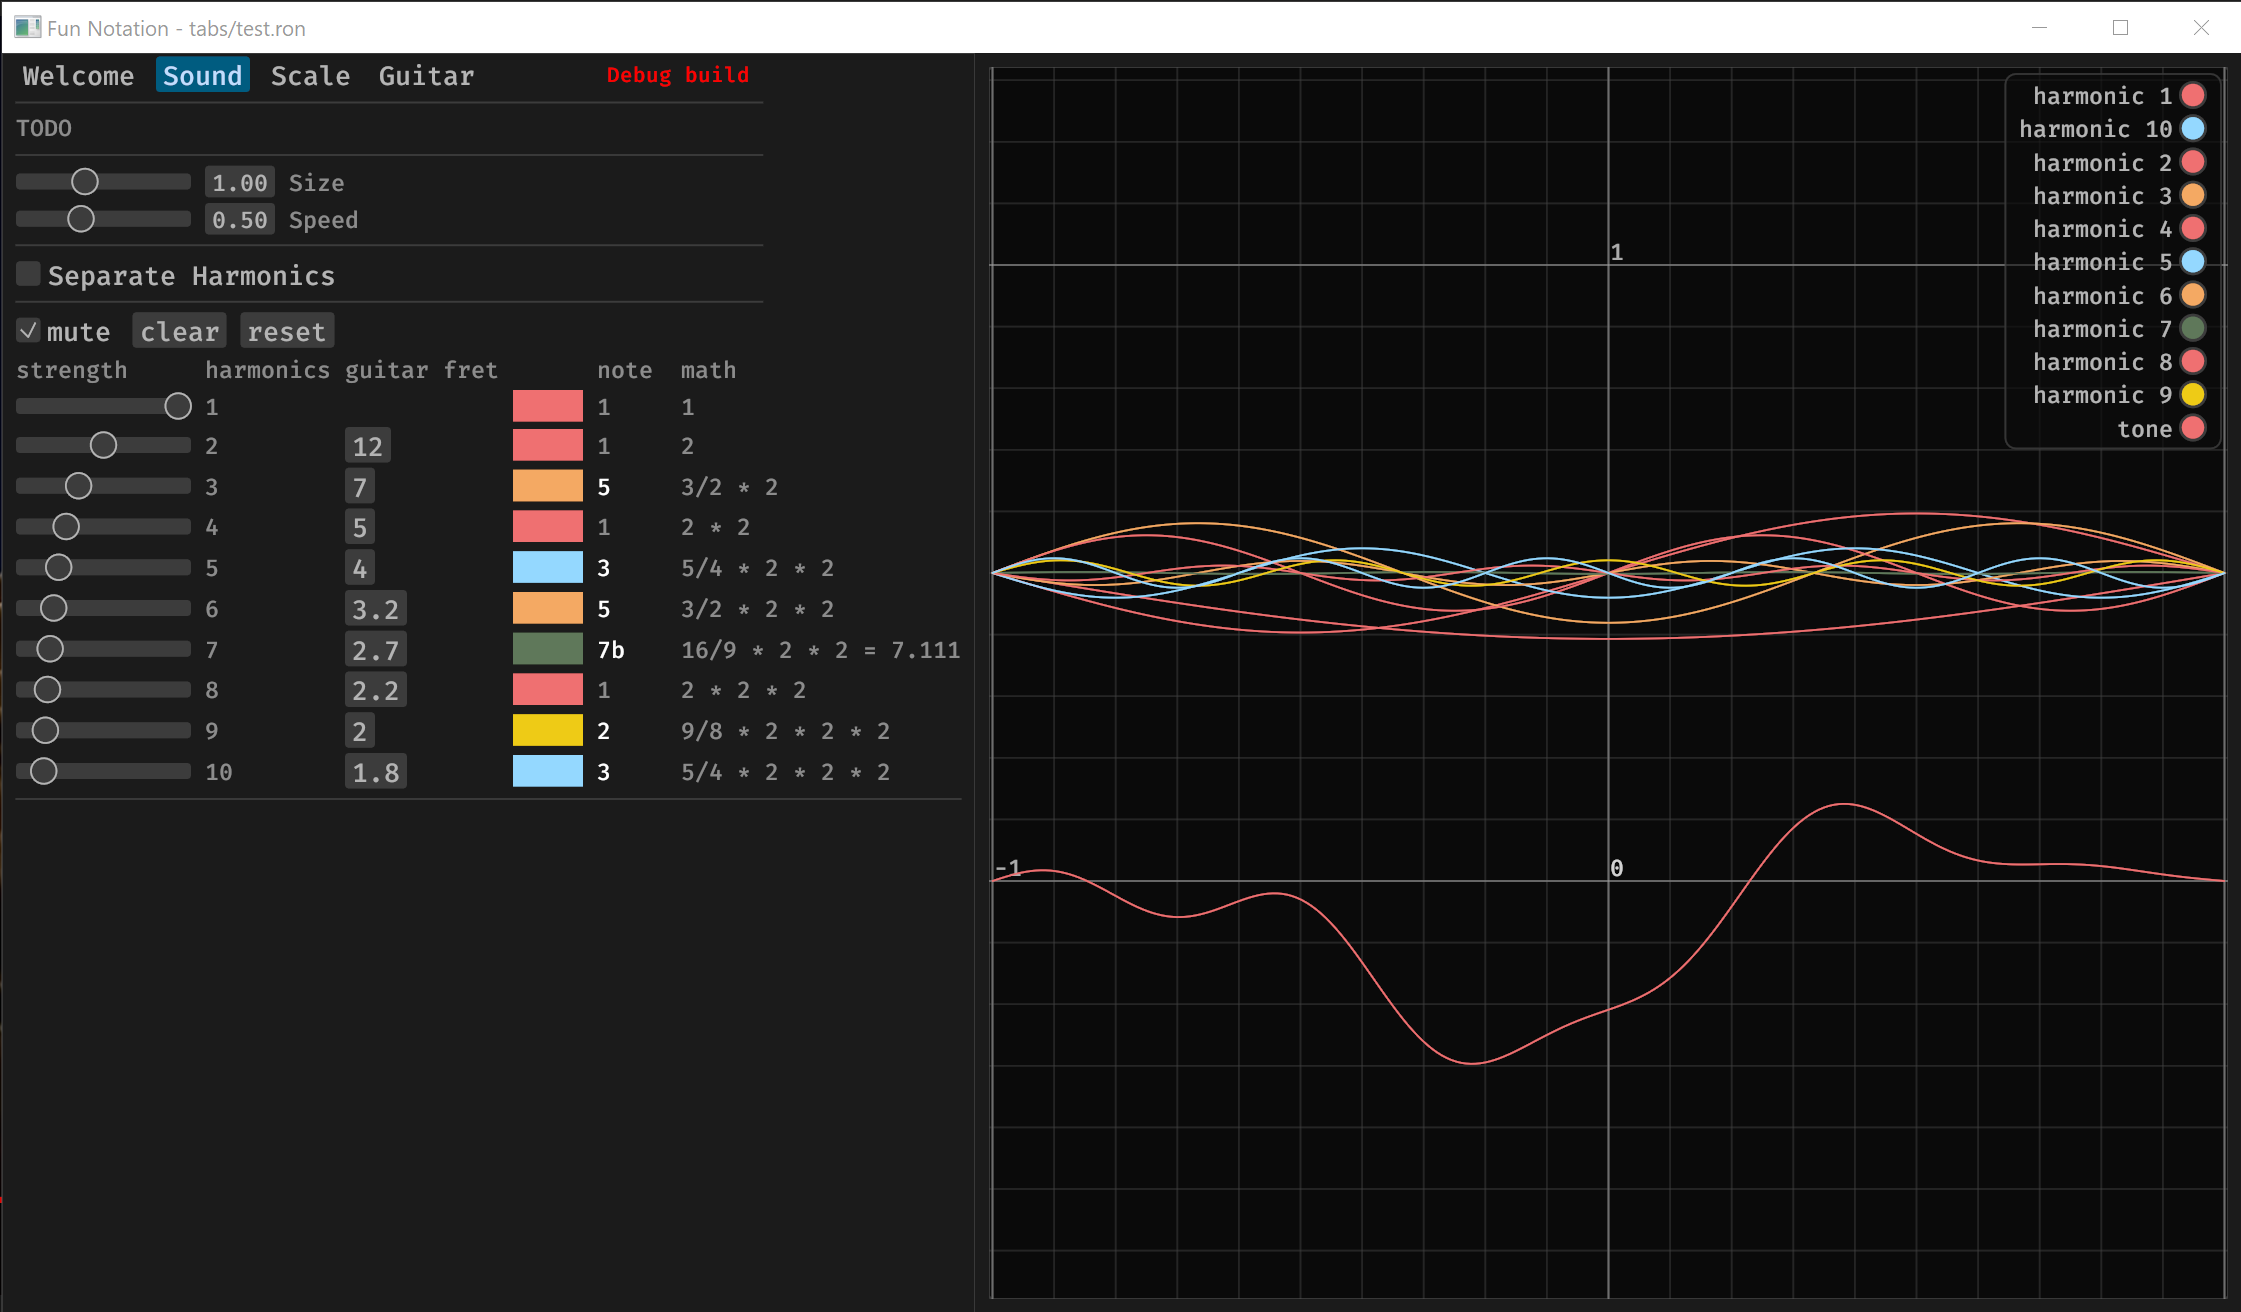 Fun Notation - tabs/test.ron
Welcome Sound Scale Guitar Debug build
TODO
1.00 Size
0.50 Speed
Separate Harmonics
mute clear reset
strength harmonics guitar fret note math
1 1 1
2 12 1 2
3 7 5 3/2 * 2
4 5 1 2 * 2
5 4 3 5/4 * 2 * 2
6 3.2 5 3/2 * 2 * 2
7 2.7 7b 16/9 * 2 * 2 = 7.111
8 2.2 1 2 * 2 * 2
9 2 2 9/8 * 2 * 2 * 2
10 1.8 3 5/4 * 2 * 2 * 2
harmonic 1
harmonic 10
harmonic 2
harmonic 3
harmonic 4
harmonic 5
harmonic 6
harmonic 7
harmonic 8
harmonic 9
tone
1
-1 0